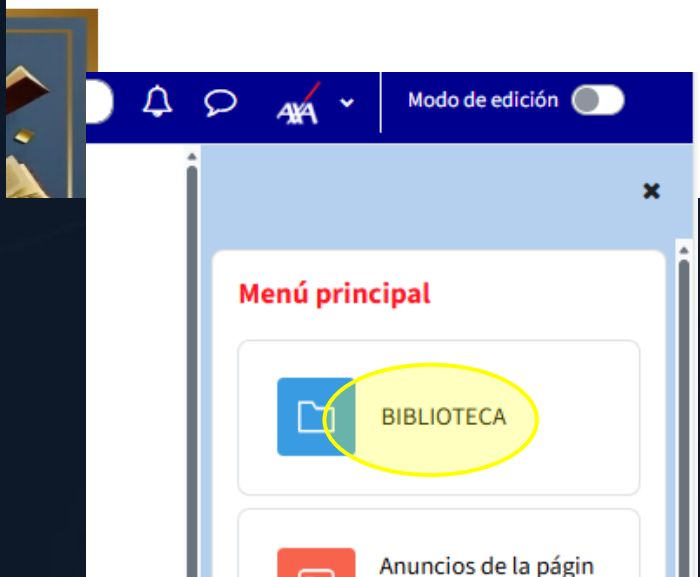 AXA
Modo de edición
Menú principal
BIBLIOTECA
Anuncios de la págin